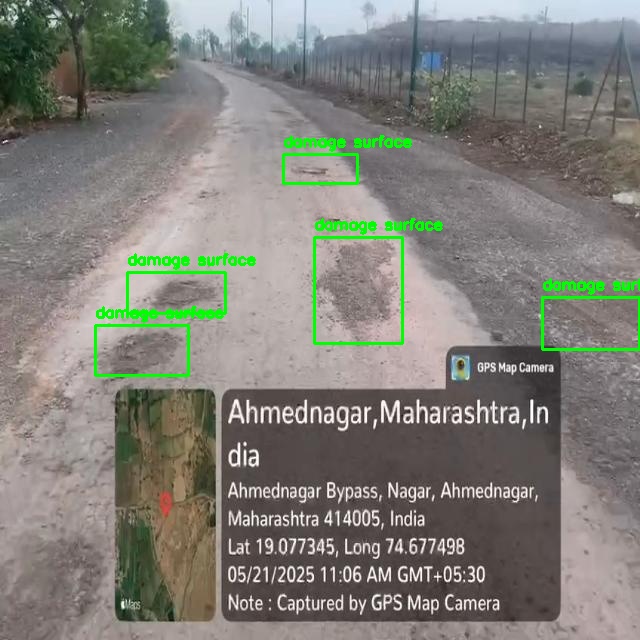 damage surface
damage surface
damage surface
damage surface
damage surf
GPS Map Camera
Ahmednagar,Maharashtra,In
dia
Ahmednagar Bypass, Nagar, Ahmednagar,
Maharashtra 414005, India
Lat 19.077345, Long 74.677498
05/21/2025 11:06 AM GMT+05:30
Note : Captured by GPS Map Camera
Maps